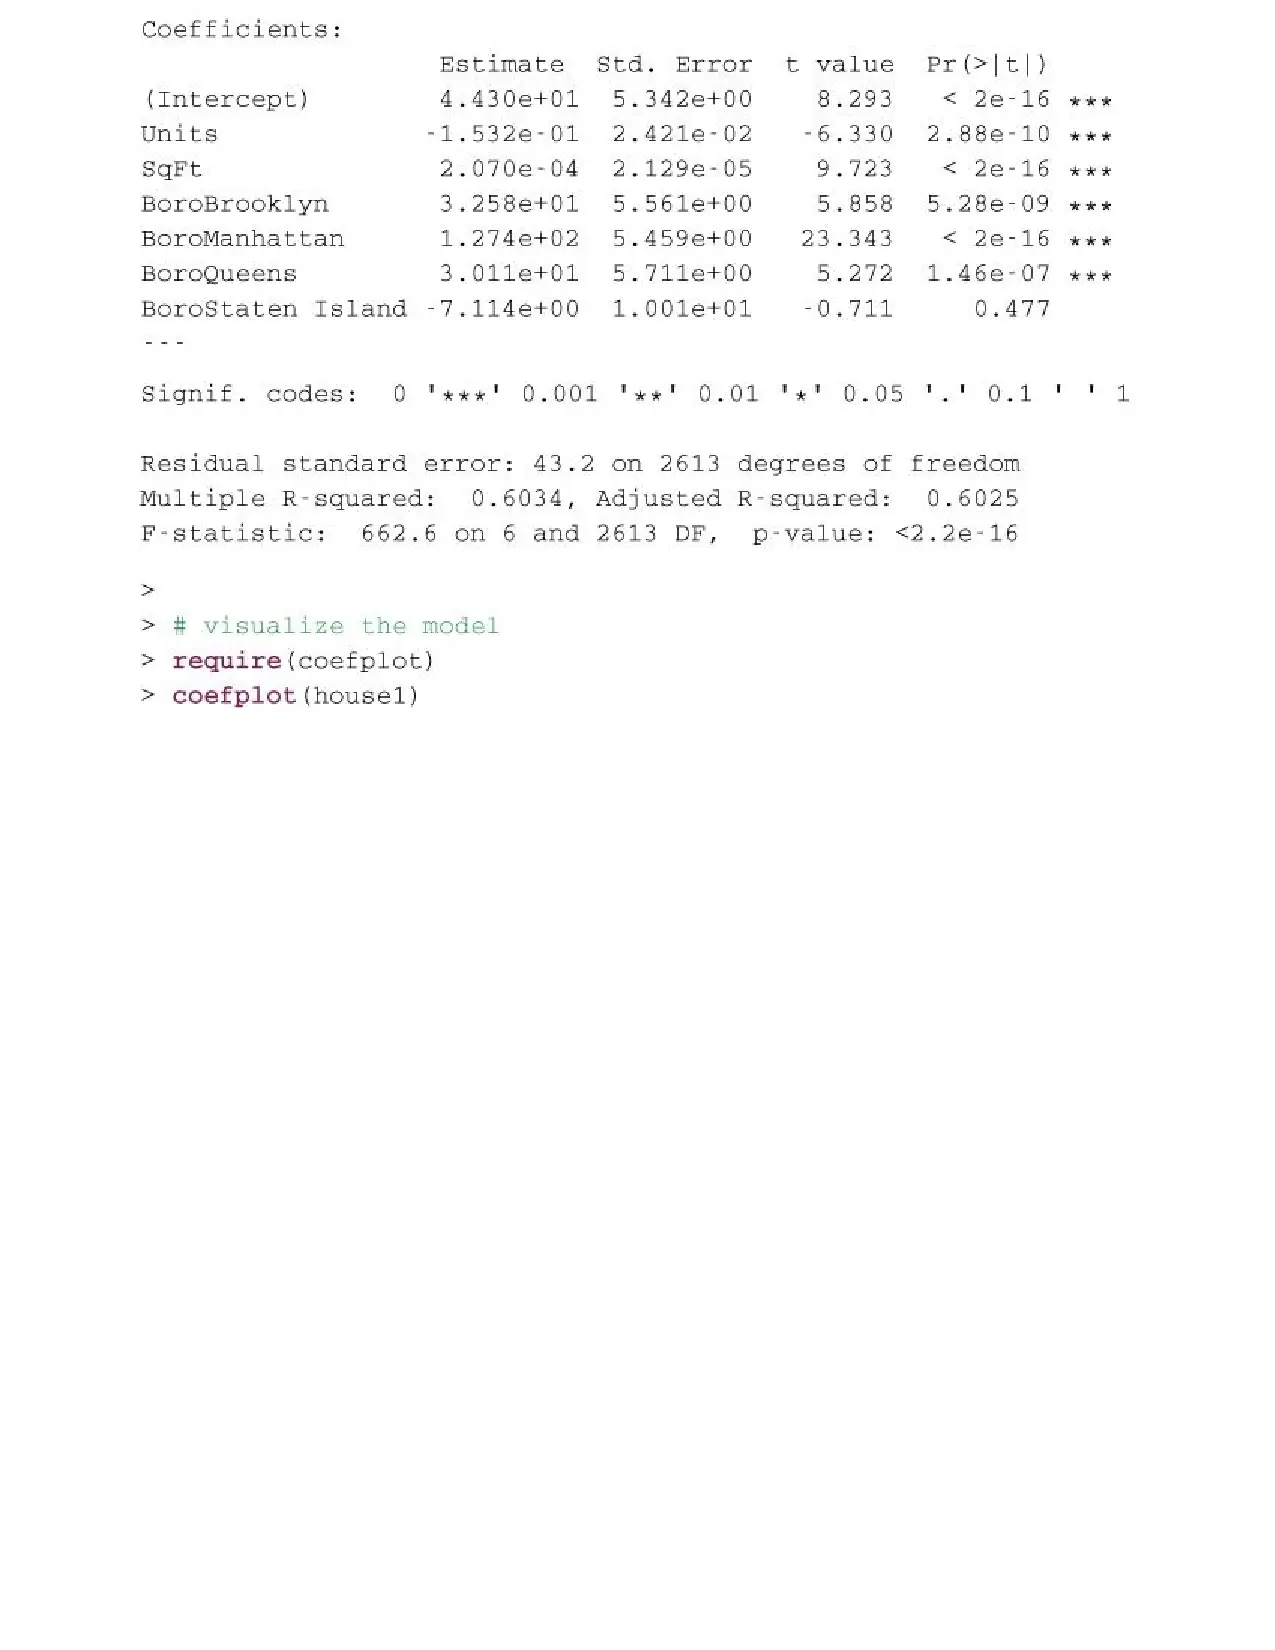 Coefficients:
                    Estimate  Std. Error  t value  Pr(>|t|)
(Intercept)         4.430e+01  5.342e+00    8.293   < 2e-16 ***
Units              -1.532e-01  2.421e-02   -6.330  2.88e-10 ***
SqFt                2.070e-04  2.129e-05    9.723   < 2e-16 ***
BoroBrooklyn        3.258e+01  5.561e+00    5.858  5.28e-09 ***
BoroManhattan       1.274e+02  5.459e+00   23.343   < 2e-16 ***
BoroQueens          3.011e+01  5.711e+00    5.272  1.46e-07 ***
BoroStaten Island  -7.114e+00  1.001e+01   -0.711     0.477
---
Signif. codes:  0 '***' 0.001 '**' 0.01 '*' 0.05 '.' 0.1 ' ' 1
Residual standard error: 43.2 on 2613 degrees of freedom
Multiple R-squared:  0.6034, Adjusted R-squared:  0.6025
F-statistic:  662.6 on 6 and 2613 DF,  p-value: <2.2e-16
>
> # visualize the model
> require(coefplot)
> coefplot(house1)